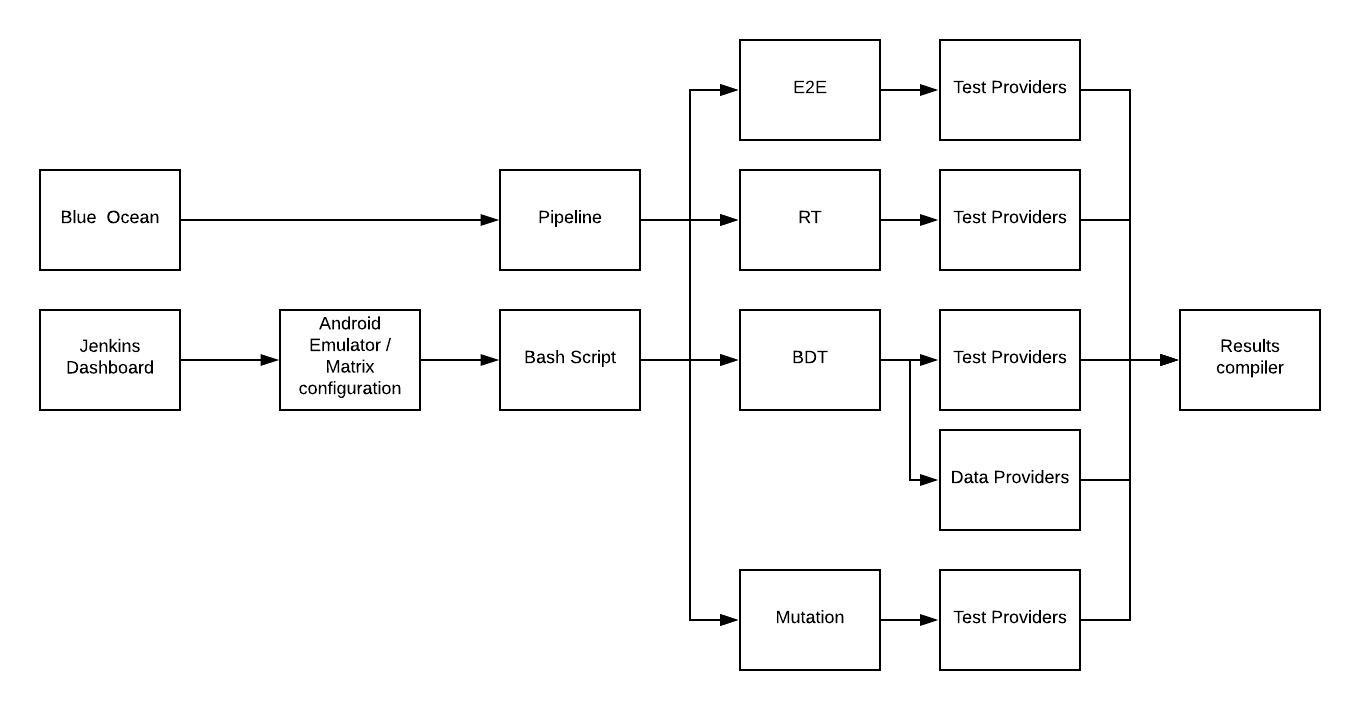 E2E
Test Providers
Blue  Ocean
Pipeline
RT
Test Providers
Jenkins
Dashboard
Android
Emulator /
Matrix
configuration
Bash Script
BDT
Test Providers
Results
compiler
Data Providers
Mutation
Test Providers